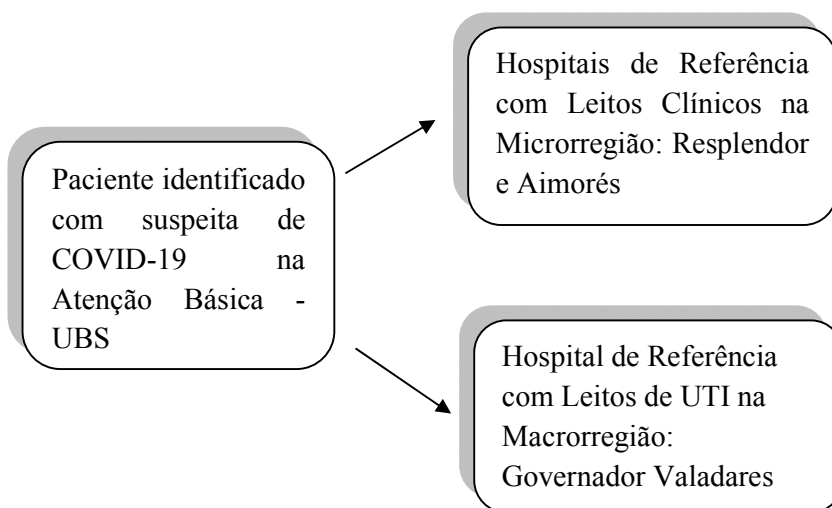 Paciente identificado
com suspeita de
COVID-19 na
Atenção Básica -
UBS
Hospitais de Referência
com Leitos Clínicos na
Microrregião: Resplendor
e Aimorés
Hospital de Referência
com Leitos de UTI na
Macrorregião:
Governador Valadares